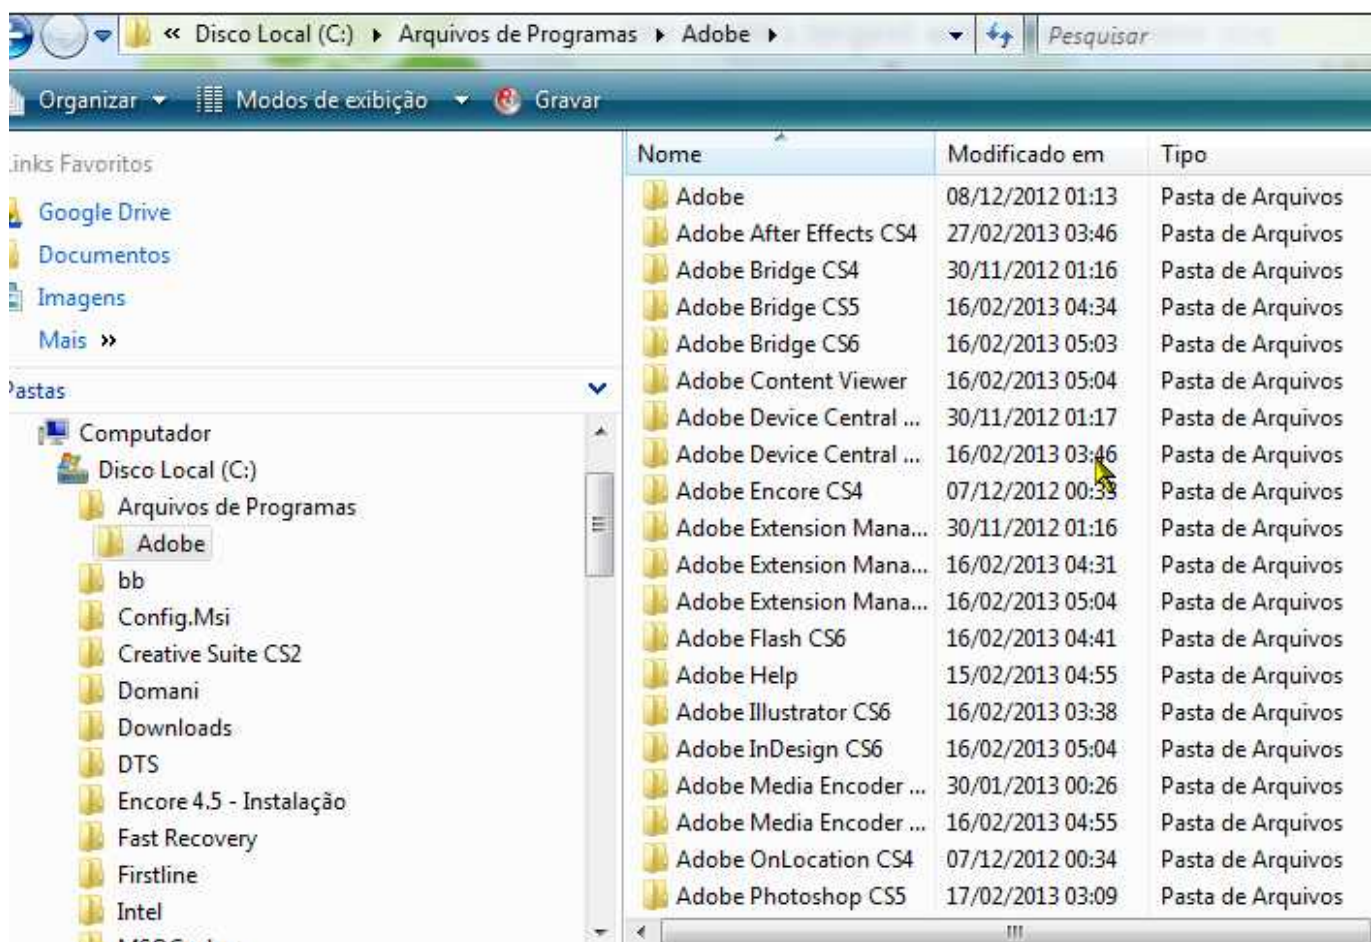 « Disco Local (C:) Arquivos de Programas Adobe Pesquisar
Organizar Modos de exibição Gravar
Links Favoritos
Google Drive
Documentos
Imagens
Mais »
Pastas
Computador
Disco Local (C:)
Arquivos de Programas
Adobe
bb
Config.Msi
Creative Suite CS2
Domani
Downloads
DTS
Encore 4.5 - Instalação
Fast Recovery
Firstline
Intel
Nome Modificado em Tipo
Adobe 08/12/2012 01:13 Pasta de Arquivos
Adobe After Effects CS4 27/02/2013 03:46 Pasta de Arquivos
Adobe Bridge CS4 30/11/2012 01:16 Pasta de Arquivos
Adobe Bridge CS5 16/02/2013 04:34 Pasta de Arquivos
Adobe Bridge CS6 16/02/2013 05:03 Pasta de Arquivos
Adobe Content Viewer 16/02/2013 05:04 Pasta de Arquivos
Adobe Device Central ... 30/11/2012 01:17 Pasta de Arquivos
Adobe Device Central ... 16/02/2013 03:46 Pasta de Arquivos
Adobe Encore CS4 07/12/2012 Pasta de Arquivos
Adobe Extension Mana... 30/11/2012 01:16 Pasta de Arquivos
Adobe Extension Mana... 16/02/2013 04:31 Pasta de Arquivos
Adobe Extension Mana... 16/02/2013 05:04 Pasta de Arquivos
Adobe Flash CS6 16/02/2013 04:41 Pasta de Arquivos
Adobe Help 15/02/2013 04:55 Pasta de Arquivos
Adobe Illustrator CS6 16/02/2013 03:38 Pasta de Arquivos
Adobe InDesign CS6 16/02/2013 05:04 Pasta de Arquivos
Adobe Media Encoder ... 30/01/2013 00:26 Pasta de Arquivos
Adobe Media Encoder ... 16/02/2013 04:55 Pasta de Arquivos
Adobe OnLocation CS4 07/12/2012 00:34 Pasta de Arquivos
Adobe Photoshop CS5 17/02/2013 03:09 Pasta de Arquivos